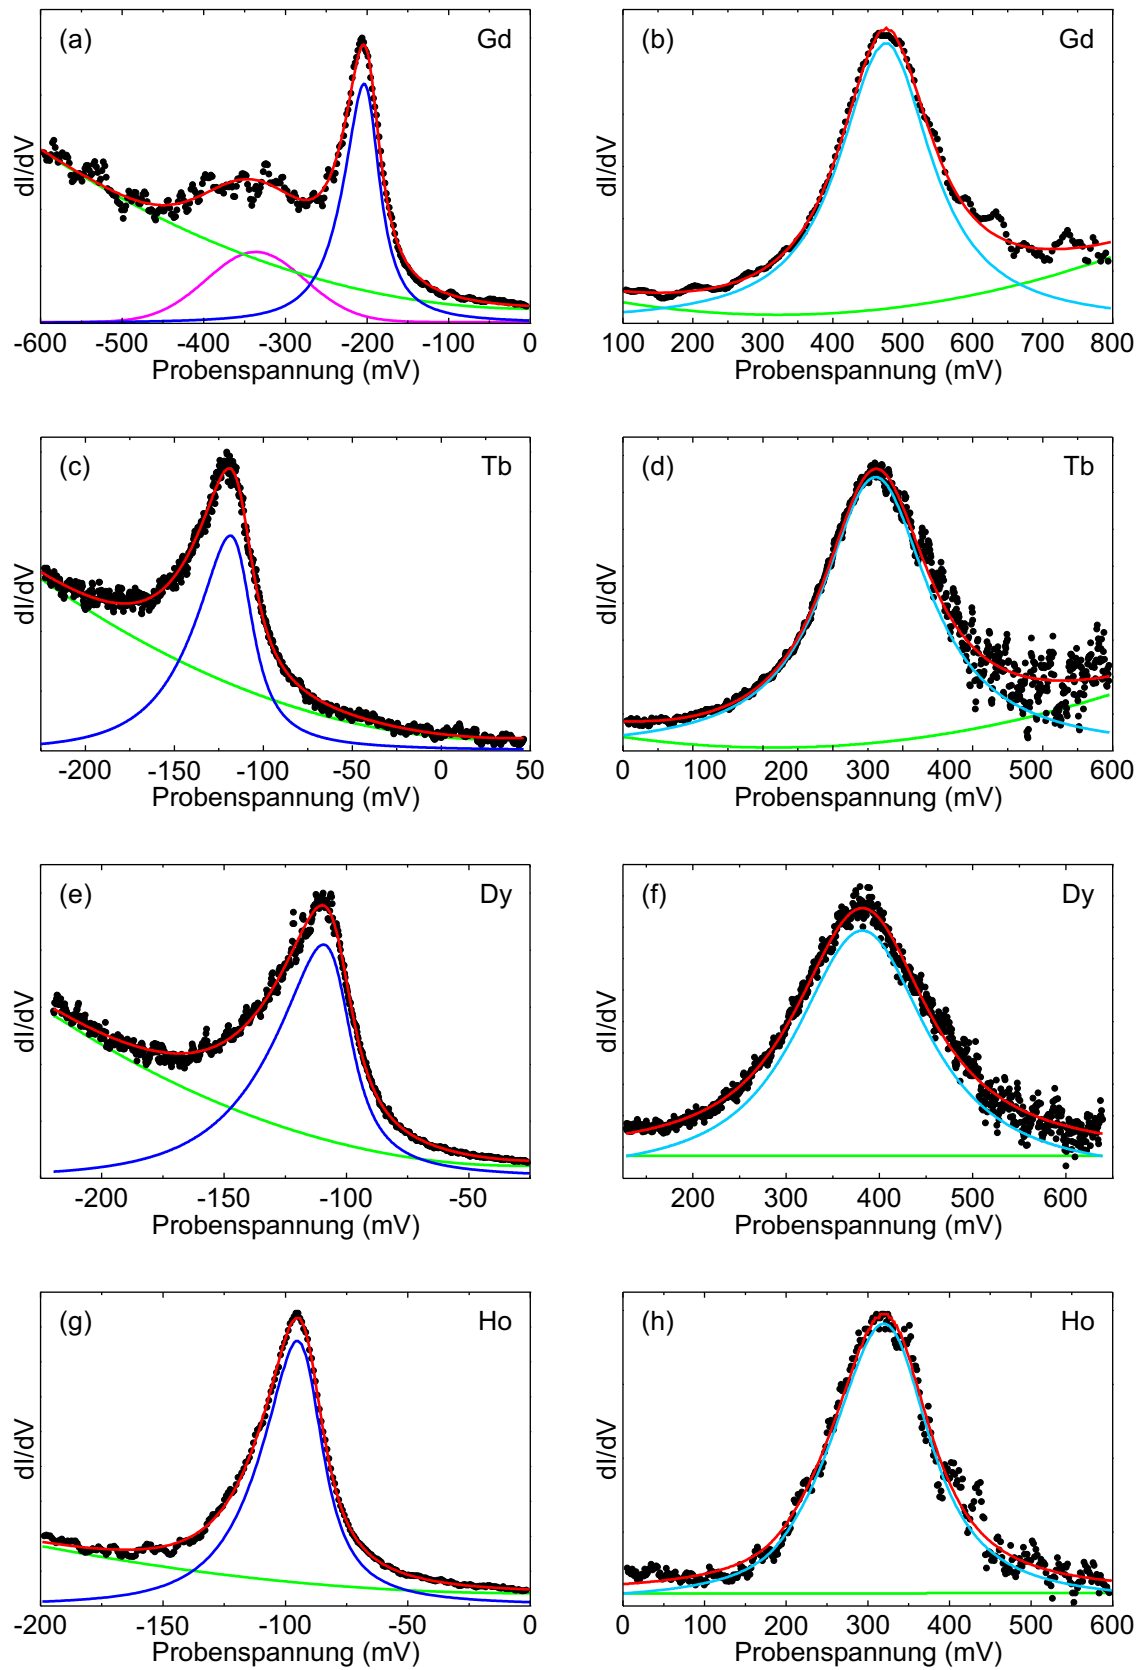 (a) Gd
dI/dV
-600 -500 -400 -300 -200 -100 0
Probenspannung (mV)
(b) Gd
dI/dV
100 200 300 400 500 600 700 800
Probenspannung (mV)
(c) Tb
dI/dV
-200 -150 -100 -50 0 50
Probenspannung (mV)
(d) Tb
dI/dV
0 100 200 200 300 400 500 600
Probenspannung (mV)
(e) Dy
dI/dV
-200 -150 -100 -50
Probenspannung (mV)
(f) Dy
dI/dV
200 300 400 500 600
Probenspannung (mV)
(g) Ho
dI/dV
-200 -150 -100 -50 0
Probenspannung (mV)
(h) Ho
dI/dV
0 100 200 300 400 500 600
Probenspannung (mV)